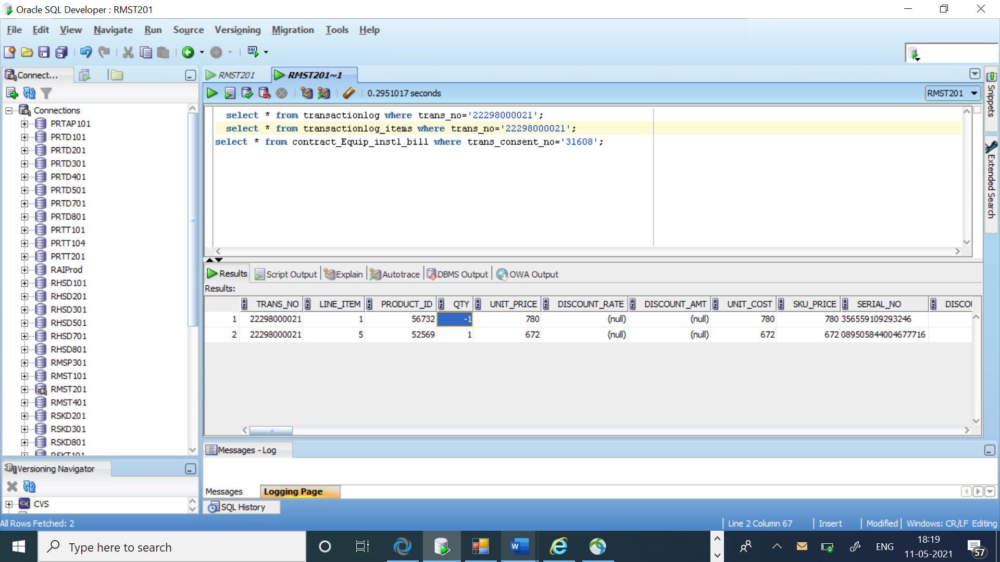 Oracle SQL Developer : RMST201
File Edit View Navigate Run Source Versioning Migration Tools Help
Connect...
Connections
PRTAP101
PRTD101
PRTD201
PRTD301
PRTD401
PRTD501
PRTD701
PRTD801
PRTT101
PRTT104
PRTT201
RAIProd
RHSD101
RHSD201
RHSD301
RHSD501
RHSD701
RHSD801
RMSP301
RMST101
RMST201
RMST401
RSKD201
RSKD301
RSKD801
RSKT101
Versioning Navigator
CVS
All Rows Fetched: 2
RMST201 RMST201~1
0.2951017 seconds
RMST201
select * from transactionlog where trans_no='22298000021';
select * from transactionlog_items where trans_no='22298000021';
select * from contract_Equip_instl_bill where trans_consent_no='31608';
Snippets
Extended Search
Results Script Output Explain Autotrace DBMS Output OWA Output
Results:
TRANS_NO LINE_ITEM PRODUCT_ID QTY UNIT_PRICE DISCOUNT_RATE DISCOUNT_AMT UNIT_COST SKU_PRICE SERIAL_NO DISCOU
1 22298000021 1 56732 -1 780 (null) (null) 780 780 356559109293246
2 22298000021 5 52569 1 672 (null) (null) 672 672 089505844004677716
Messages - Log
Messages Logging Page
SQL History
Line 2 Column 67 Insert Modified Windows: CR/LF Editing
Type here to search
ENG
18:19
11-05-2021
57